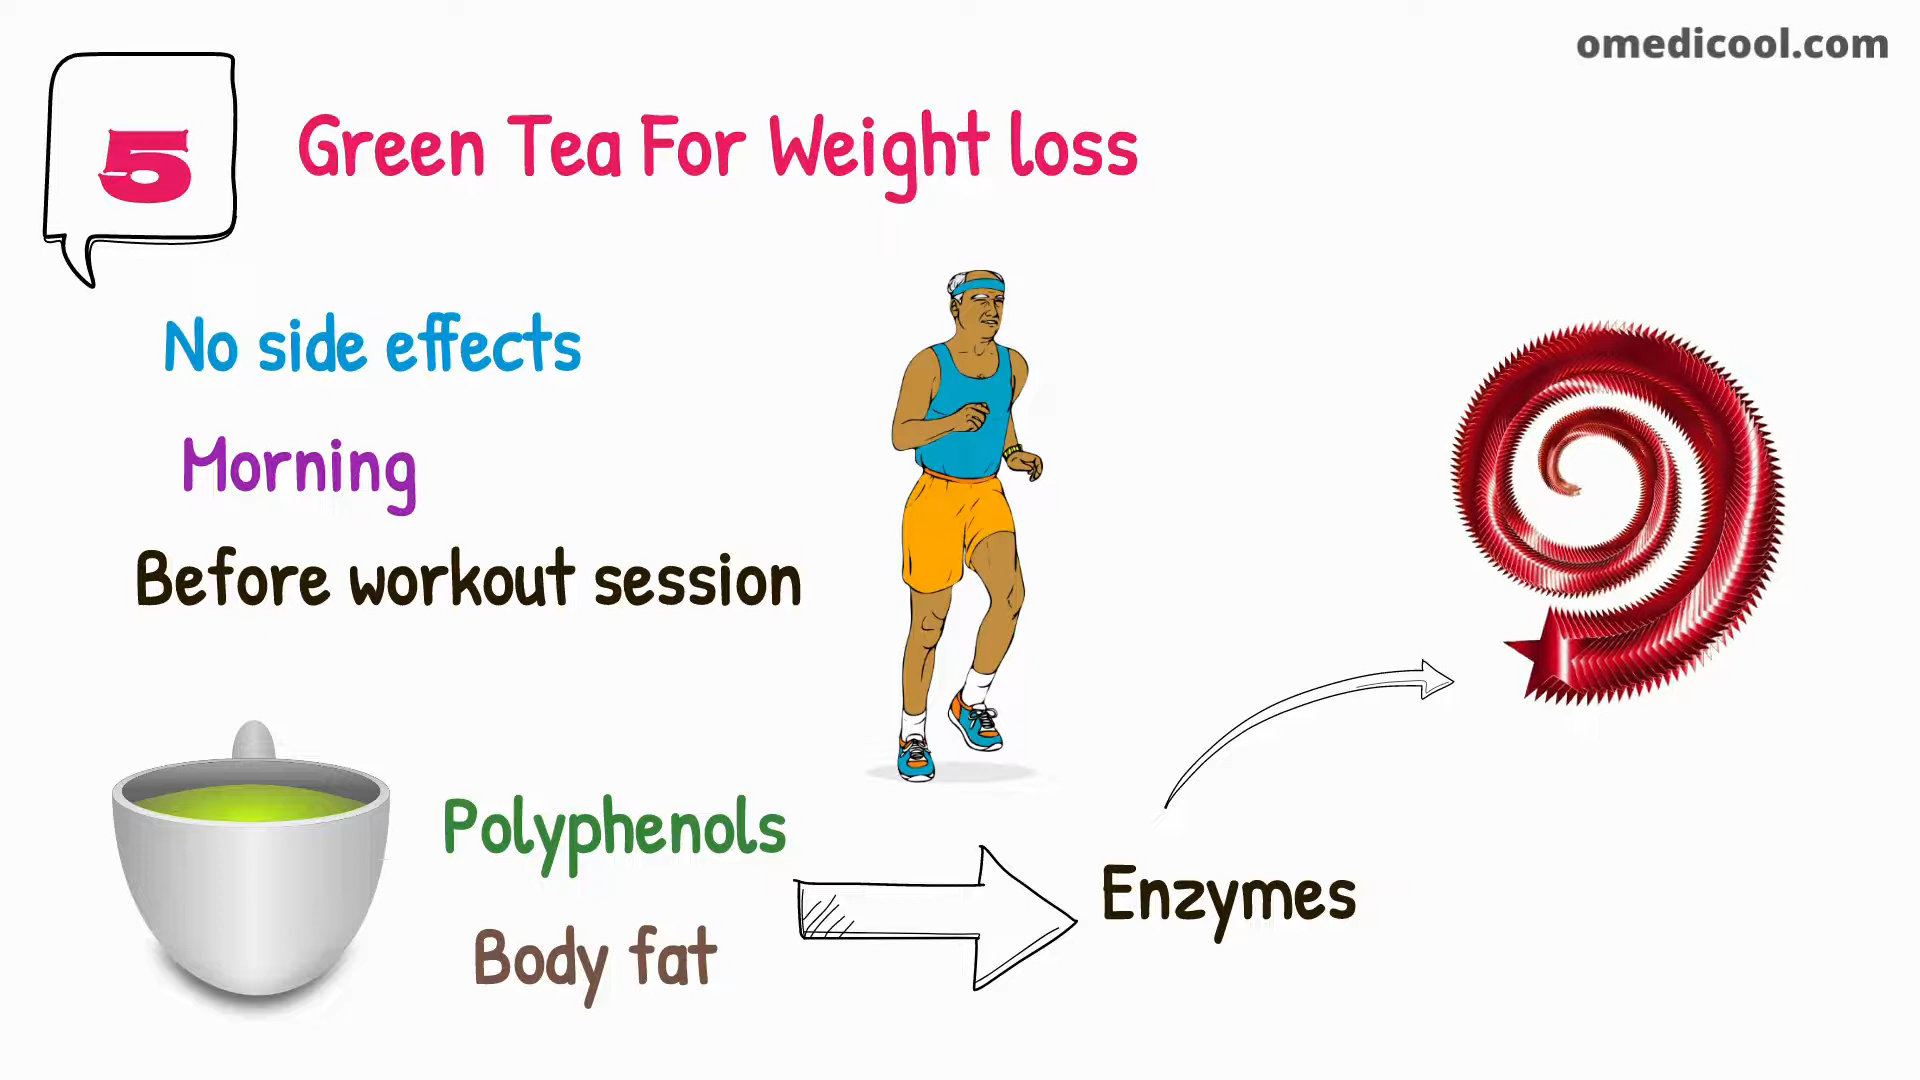 omedicool.com
5
Green Tea For Weight loss
No side effects
Morning
Before workout session
Polyphenols
Body fat
Enzymes